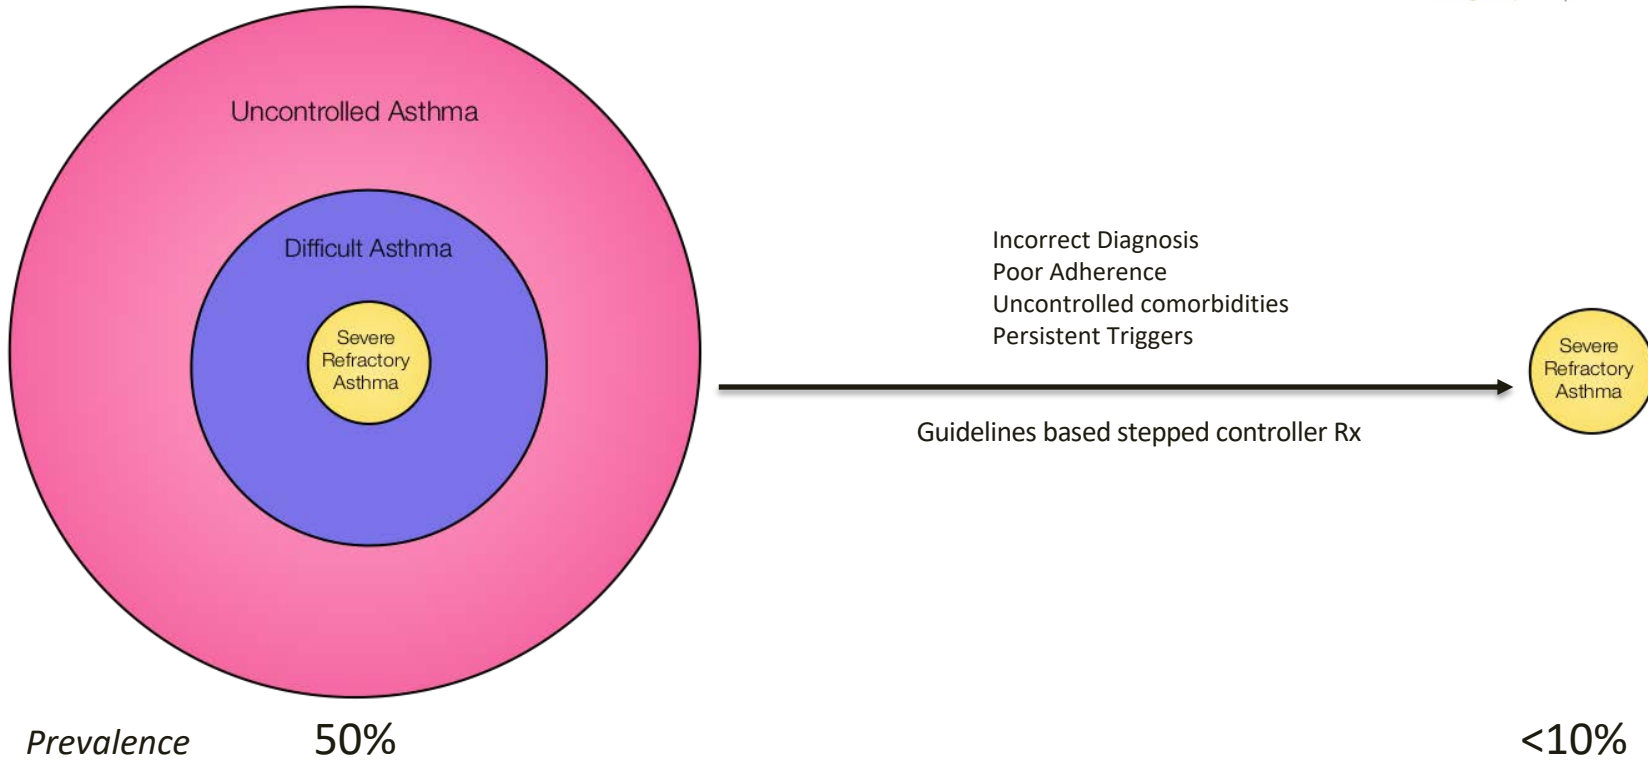 Uncontrolled Asthma
Difficult Asthma
Severe
Refractory
Asthma
Incorrect Diagnosis
Poor Adherence
Uncontrolled comorbidities
Persistent Triggers
Guidelines based stepped controller Rx
Severe
Refractory
Asthma
Prevalence 50% <10%